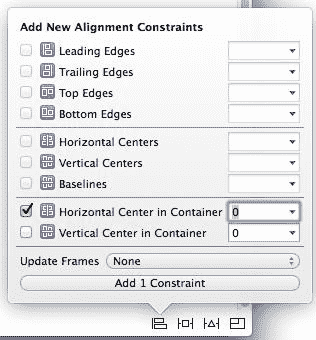 Add New Alignment Constraints
Leading Edges
Trailing Edges
Top Edges
Bottom Edges
Horizontal Centers
Vertical Centers
Baselines
Horizontal Center in Container 0
Vertical Center in Container 0
Update Frames None
Add 1 Constraint